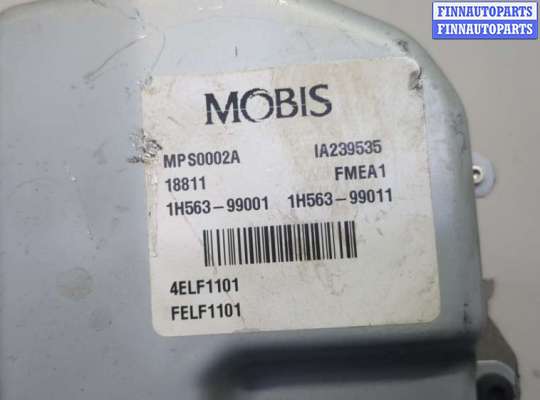 FINNAUTOPARTS
FINNAUTOPARTS
MOBIS
MPS0002A IA239535
18811 FMEA1
1H563-99001 1H563-99011
4ELF1101
FELF1101